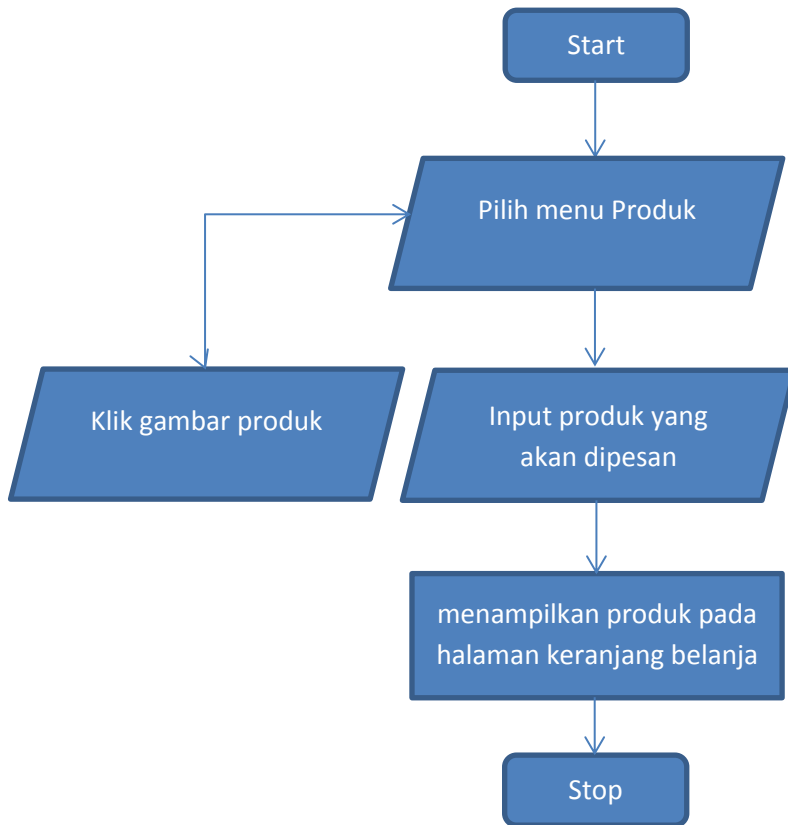 Start
Pilih menu Produk
Klik gambar produk
Input produk yang
akan dipesan
menampilkan produk pada
halaman keranjang belanja
Stop